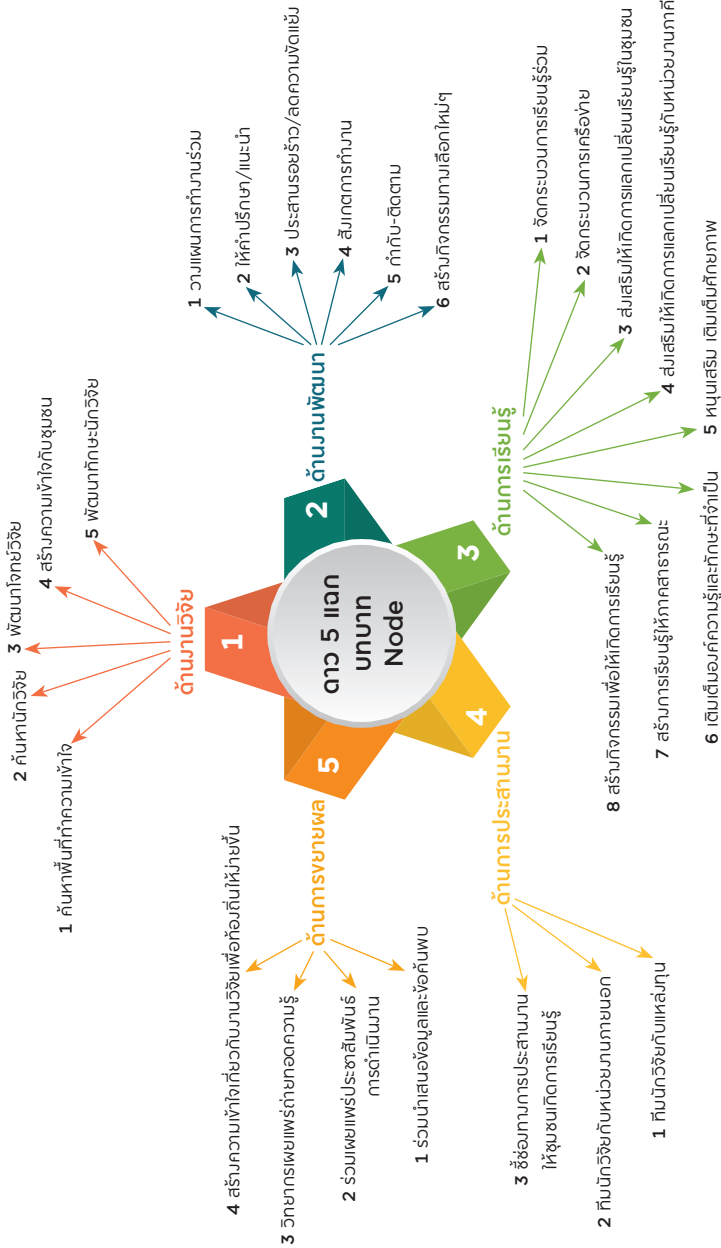 ดาว 5 แฉก
บทบาท
Node
1
ด้านงานวิจัย
1 ค้นหาพื้นที่ทำความเข้าใจ
2 ค้นหานักวิจัย
3 พัฒนาโจทย์วิจัย
4 สร้างความเข้าใจกับชุมชน
5 พัฒนาทักษะนักวิจัย
2
ด้านงานพัฒนา
1 วางแผนการทำงานร่วม
2 ให้คำปรึกษา/แนะนำ
3 ประสานรอยร้าว/ลดความขัดแย้ง
4 สังเกตการทำงาน
5 กำกับ-ติดตาม
6 สร้างกิจกรรมทางเลือกใหม่ๆ
3
ด้านการเรียนรู้
1 จัดกระบวนการเรียนรู้ร่วม
2 จัดกระบวนการเครือข่าย
3 ส่งเสริมให้เกิดการแลกเปลี่ยนเรียนรู้ในชุมชน
4 ส่งเสริมให้เกิดการแลกเปลี่ยนเรียนรู้กับหน่วยงานภาคี
5 หนุนเสริม เติมเต็มศักยภาพ
6 เติมเต็มองค์ความรู้และทักษะที่จำเป็น
7 สร้างการเรียนรู้ให้ภาคสาธารณะ
8 สร้างกิจกรรมเพื่อให้เกิดการเรียนรู้
4
ด้านการประสานงาน
1 ทีมนักวิจัยกับแหล่งทุน
2 ทีมนักวิจัยกับหน่วยงานภายนอก
3 ชี้ช่องทางการประสานงาน
ให้ชุมชนเกิดการเรียนรู้
5
ด้านการขยายผล
1 ร่วมนำเสนอข้อมูลและข้อค้นพบ
2 ร่วมเผยแพร่ประชาสัมพันธ์
การดำเนินงาน
3 วิทยากรเผยแพร่ถ่ายทอดความรู้
4 สร้างความเข้าใจเกี่ยวกับงานวิจัยเพื่อท้องถิ่นให้ง่ายขึ้น